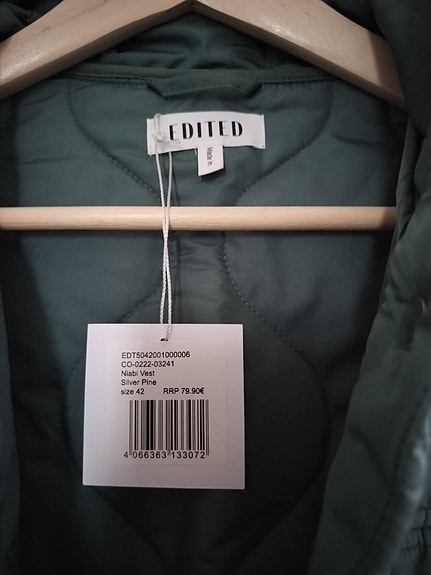 EDITED
Made in
EDT5042001000006
CO-0222-03241
Niabi Vest
Silver Pine
size 42 RRP 79.90€
4 066363 133072